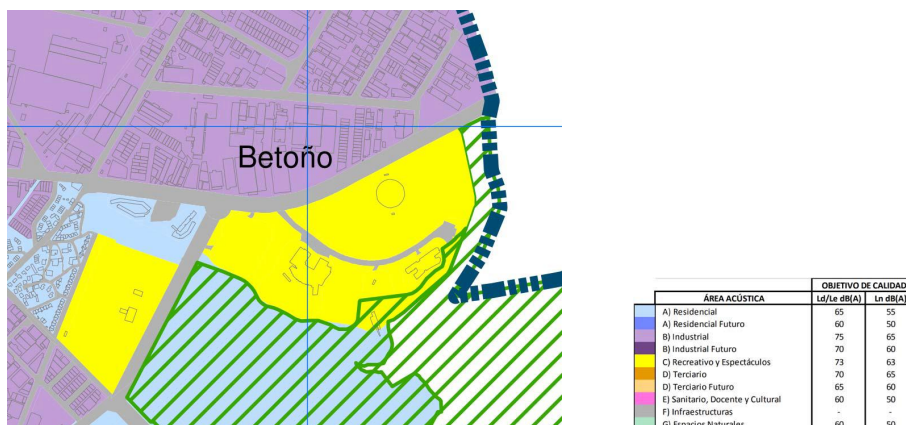 Betoño
OBJETIVO DE CALIDAD
ÁREA ACÚSTICA Ld/Le dB(A) Ln dB(A)
A) Residencial 65 55
A) Residencial Futuro 60 50
B) Industrial 75 65
B) Industrial Futuro 70 60
C) Recreativo y Espectáculos 73 63
D) Terciario 70 65
D) Terciario Futuro 65 60
E) Sanitario, Docente y Cultural 60 50
F) Infraestructuras - -
G) Espacios Naturales 60 50